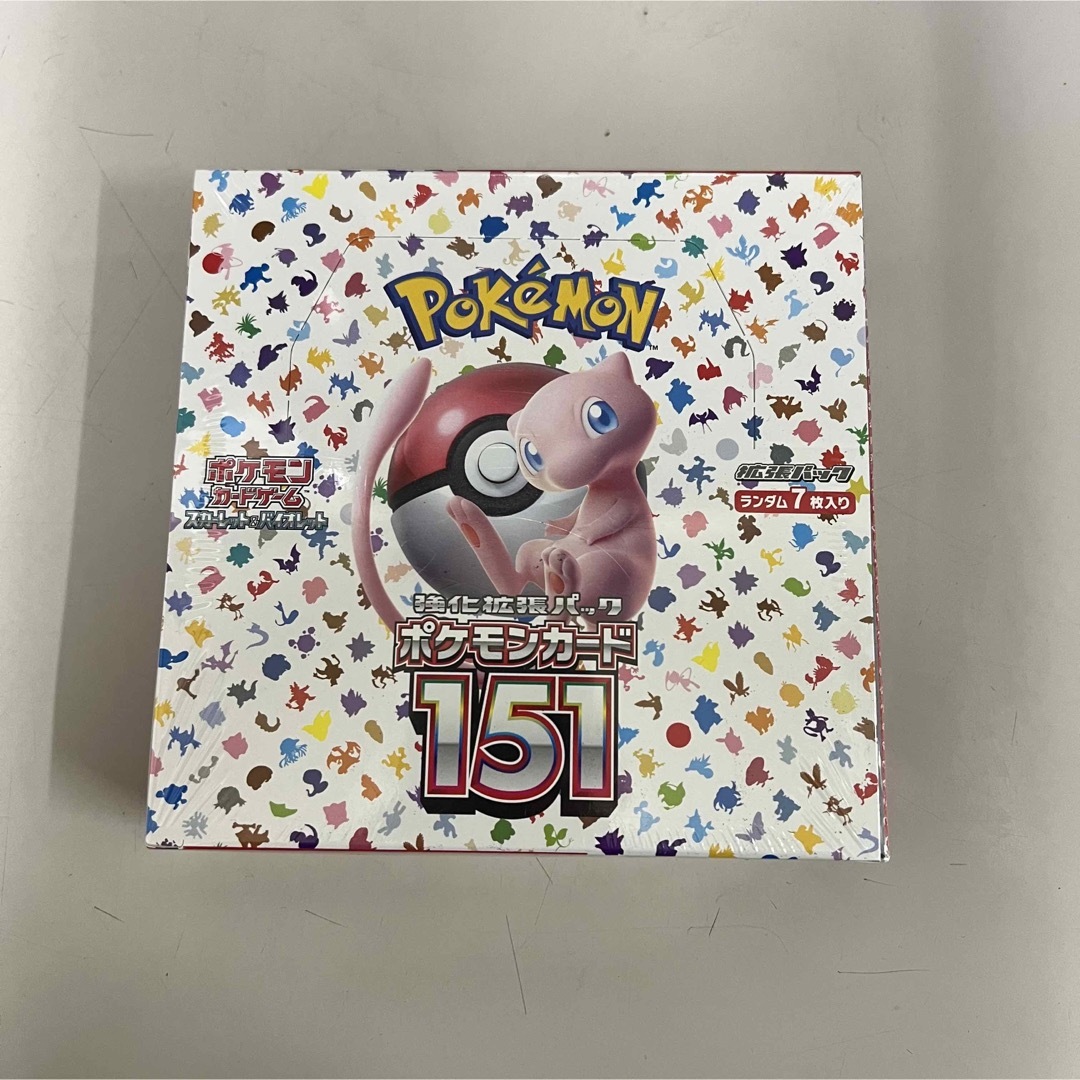 POKéMON
TM
ポケモン
カードゲーム
スカーレット&バイオレット
拡張パック
ランダム7枚入り
強化拡張パック
ポケモンカード
151